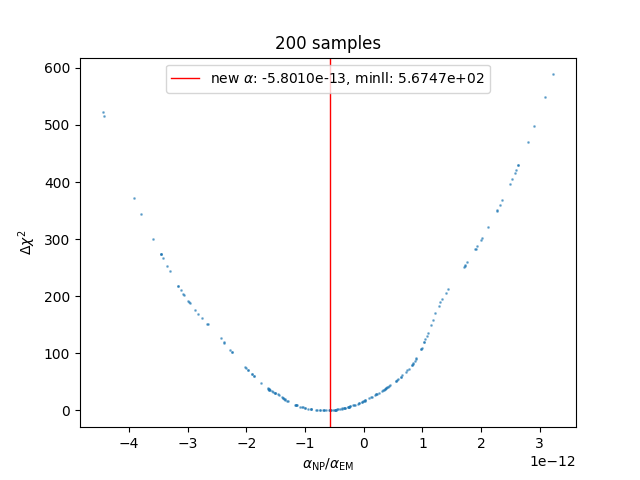 200 samples
new α: -5.8010e-13, minll: 5.6747e+02
600
500
400
300
200
100
0
Δχ²
−4 −3 −2 −1 0 1 2 3
1e−12
α_NP/α_EM